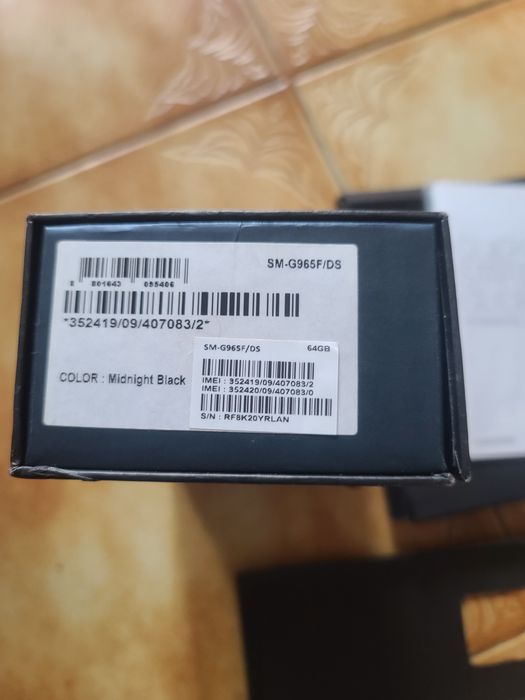 SM-G965F/DS
8 801643 095406
*352419/09/407083/2*
SM-G965F/DS 64GB
COLOR : Midnight Black
IMEI : 352419/09/407083/2
IMEI : 352420/09/407083/0
S/N : RF8K20YRLAN